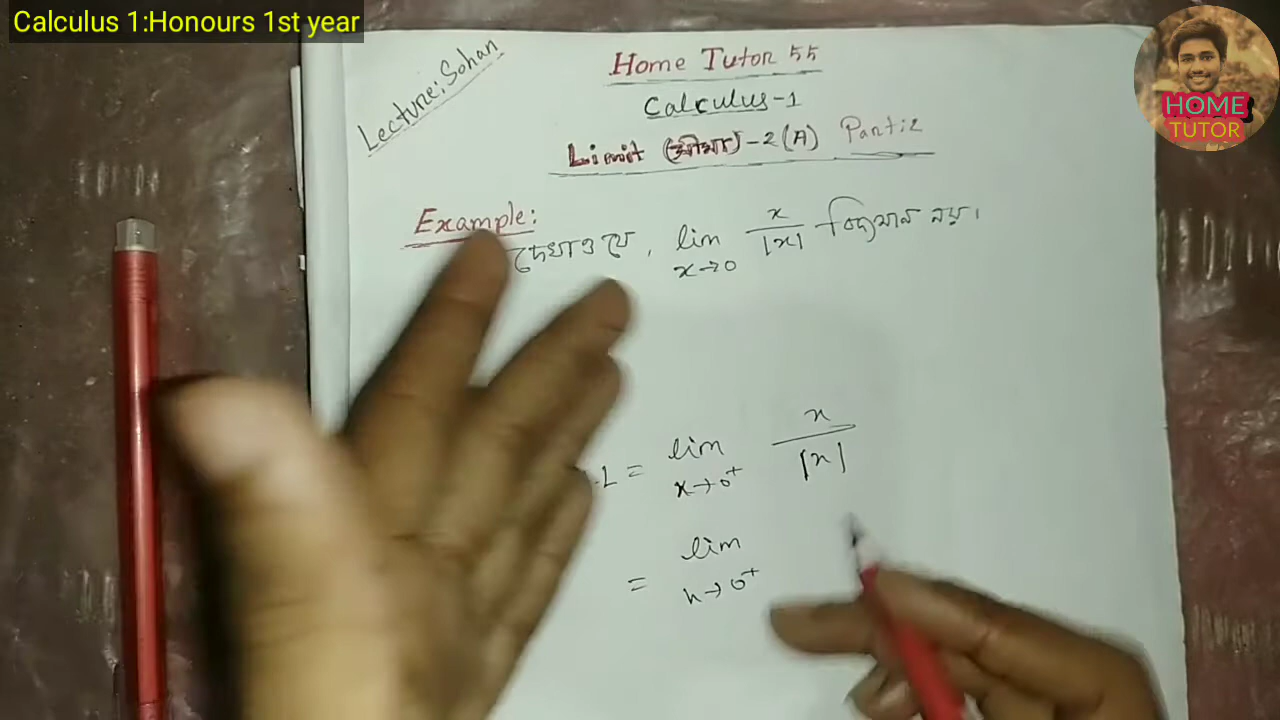 Calculus 1:Honours 1st year
Lecture: Sohan
HOME
TUTOR
Home Tutor 55
Calculus-1
Limit (সীমা)-2(A) Part:2
Example:
দেখাও যে, lim x→0 x/|x| বিদ্যমান নয়।
.L = lim x→0⁺ x/|x|
= lim x→0⁺